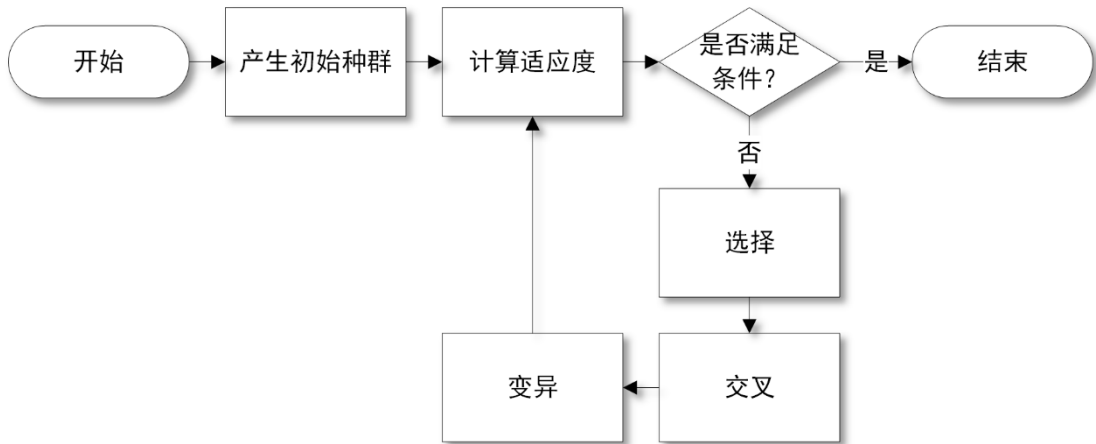 开始
产生初始种群
计算适应度
是否满足
条件？
是
结束
否
选择
变异
交叉